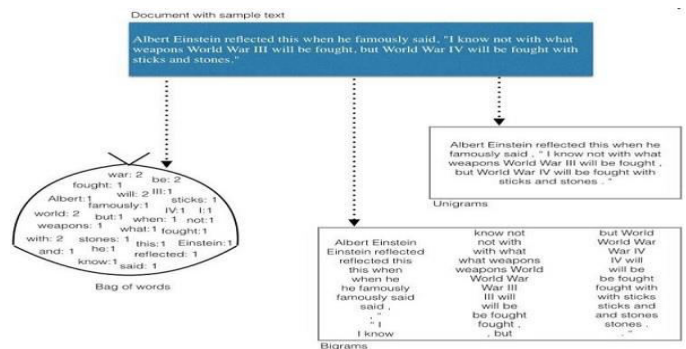 Document with sample text
Albert Einstein reflected this when he famously said, "I know not with what
weapons World War III will be fought, but World War IV will be fought with
sticks and stones."
Albert Einstein reflected this when he
famously said , " I know not with what
weapons World War III will be fought ,
but World War IV will be fought with
sticks and stones . "
Unigrams
war: 2 be: 2
fought: 1
will: 2 III:1
Albert:1 famously:1 sticks: 1
IV:1 I:1
world: 2 but:1 when: 1 not:1
weapons: 1 what:1 fought:1
with: 2 stones: 1 this:1 Einstein:1
and: 1 he:1 reflected: 1
know:1 said: 1
Bag of words
Albert Einstein
Einstein reflected
reflected this
this when
when he
he famously
famously said
said ,
, "
" I
I know
know not
not with
with what
what weapons
weapons World
World War
War III
III will
will be
be fought
fought ,
, but
but World
World War
War IV
IV will
will be
be fought
fought with
with sticks
sticks and
and stones
stones .
. "
Bigrams